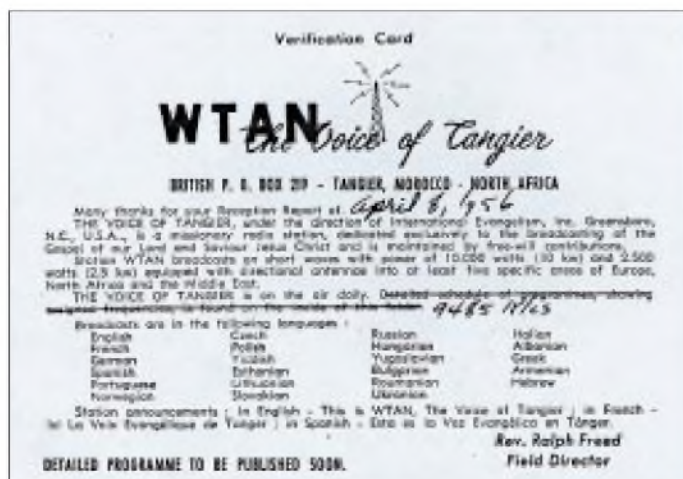 Verification Card
WTAN
the Voice of Tangier
BRITISH P. O. BOX 219 - TANGIER, MOROCCO - NORTH AFRICA
Many thanks for your Reception Report of April 8, 1956
THE VOICE OF TANGIER, under the direction of International Evangelism, Inc. Greensboro,
N.C., U.S.A., is a missionary radio station, dedicated exclusively to the broadcasting of the
Gospel of our Lord and Saviour Jesus Christ and is maintained by free-will contributions.
Station WTAN broadcasts on short waves with power of 10.000 watts (10 kw) and 2.500
watts (2.5 kw) equipped with directional antennae into at least five specific areas of Europe,
North Africa and the Middle East.
THE VOICE OF TANGIER is on the air daily. Detailed schedule of programmes, showing
frequencies, is found on the inside of this folder. 9485
Broadcasts are in the following languages :
English Czech Russian Italian
French Polish Hungarian Albanian
German Yiddish Yugoslavian Greek
Spanish Esthonian Bulgarian Armenian
Portuguese Lithuanian Roumanian Hebrew
Norwegian Slovakian Ukranian
Station announcements ; In English - This is WTAN, The Voice of Tangier ; in French -
Ici La Voix Evangélique de Tanger ; in Spanish - Esta es la Voz Evangélica en Tánger.
Rev. Ralph Freed
DETAILED PROGRAMME TO BE PUBLISHED SOON. Field Director